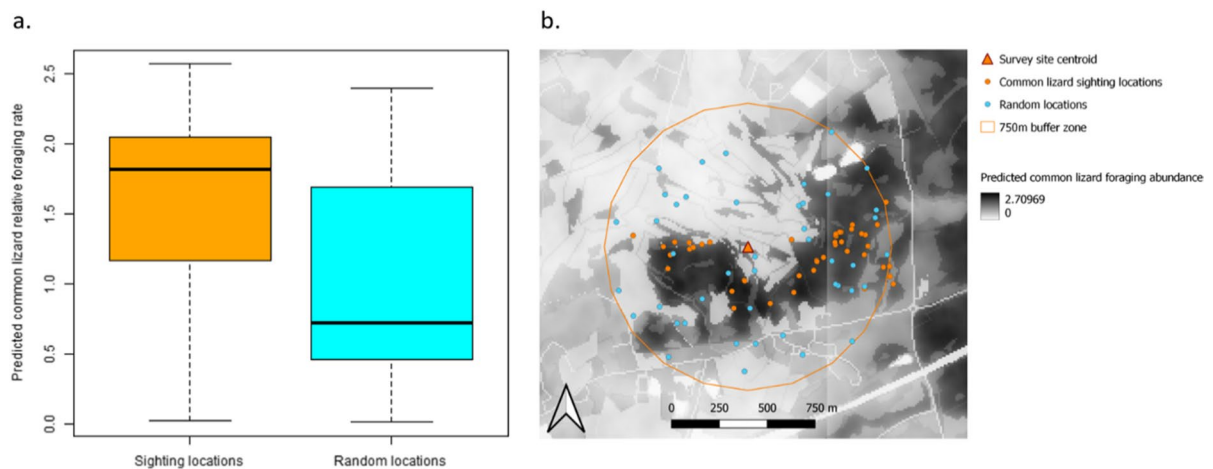 a.
b.
Predicted common lizard relative foraging rate
2.5
2.0
1.5
1.0
0.5
0.0
Sighting locations
Random locations
0
250
500
750 m
Survey site centroid
Common lizard sighting locations
Random locations
750m buffer zone
Predicted common lizard foraging abundance
2.70969
0